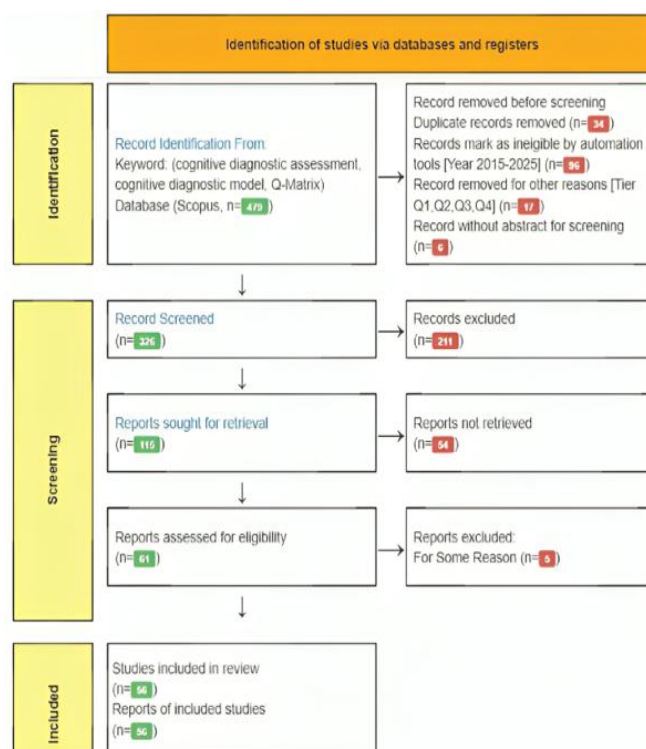 Identification of studies via databases and registers
Identification
Record Identification From:
Keyword: (cognitive diagnostic assessment,
cognitive diagnostic model, Q-Matrix)
Database (Scopus, n=479)
Record removed before screening
Duplicate records removed (n=34)
Records mark as ineigible by automation
tools [Year 2015-2025] (n=96)
Record removed for other reasons [Tier
Q1,Q2,Q3,Q4] (n=17)
Record without abstract for screening
(n=6)
Screening
Record Screened
(n=326)
Records excluded
(n=211)
Reports sought for retrieval
(n=115)
Reports not retrieved
(n=54)
Reports assessed for eligibility
(n=61)
Reports excluded:
For Some Reason (n=5)
Included
Studies included in review
(n=56)
Reports of included studies
(n=56)